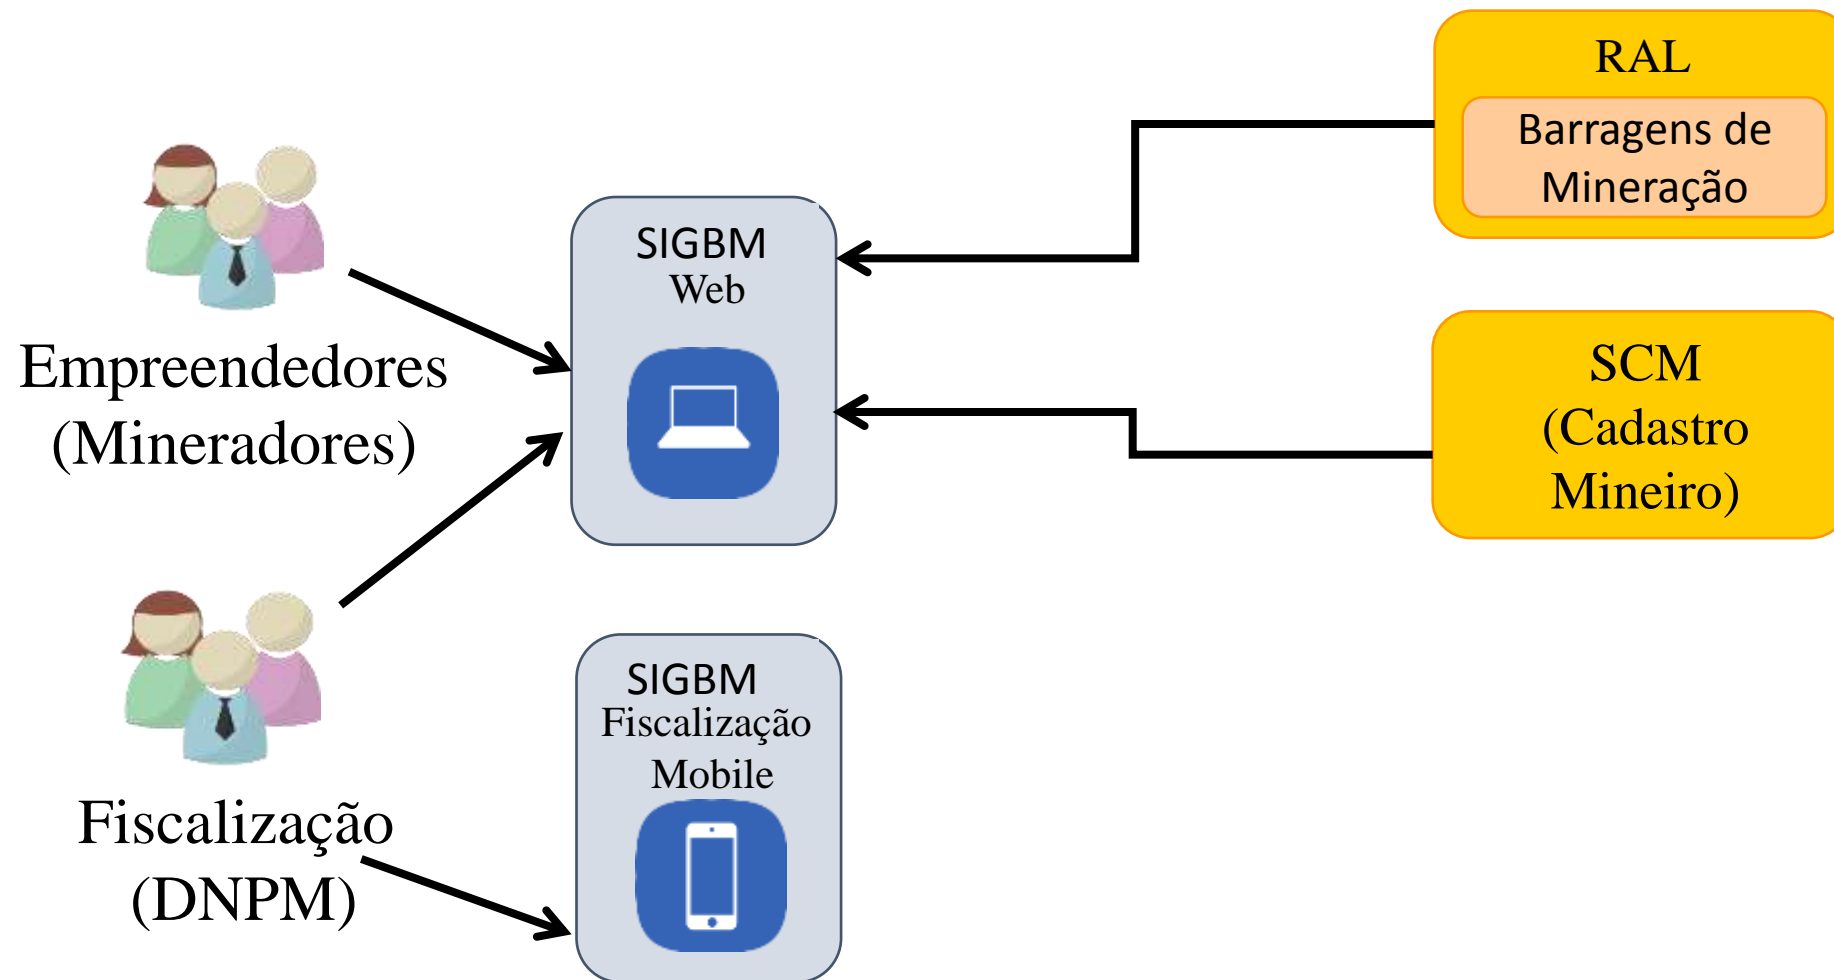 Empreendedores
(Mineradores)
Fiscalização
(DNPM)
SIGBM
Web
SIGBM
Fiscalização
Mobile
RAL
Barragens de
Mineração
SCM
(Cadastro
Mineiro)